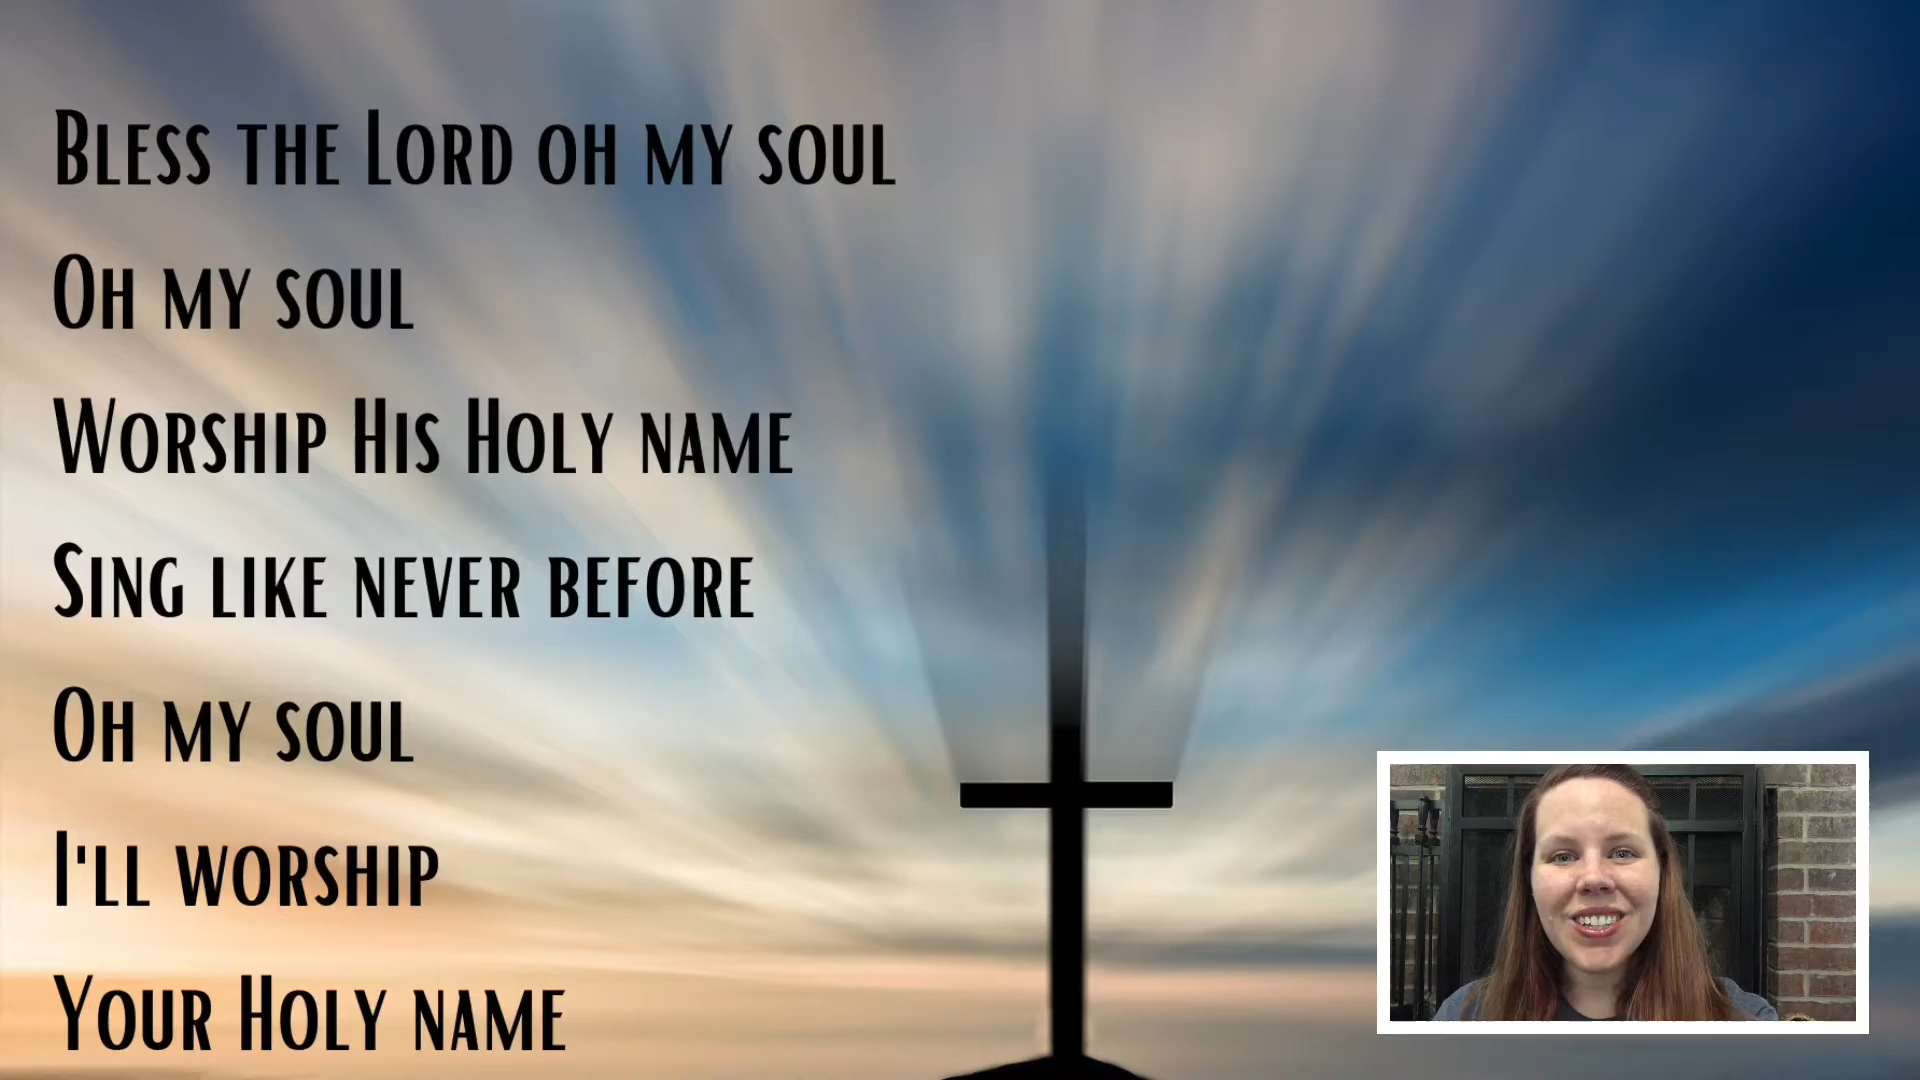 Bless the Lord oh my soul
Oh my soul
Worship His Holy name
Sing like never before
Oh my soul
I'll worship
Your Holy name